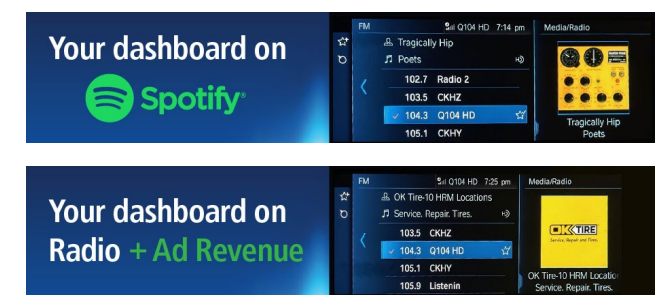 Your dashboard on
Spotify®
FM Q104 HD 7:14 pm Media/Radio
Tragically Hip
Poets HD
102.7 Radio 2
103.5 CKHZ
104.3 Q104 HD
105.1 CKHY
Tragically Hip
Poets
Your dashboard on
Radio + Ad Revenue
FM Q104 HD 7:25 pm Media/Radio
OK Tire-10 HRM Locations
Service. Repair. Tires.
103.5 CKHZ
104.3 Q104 HD
105.1 CKHY
105.9 Listenin
OK TIRE
Service, Repair and Tires.
OK Tire-10 HRM Locatio
Service. Repair. Tires.